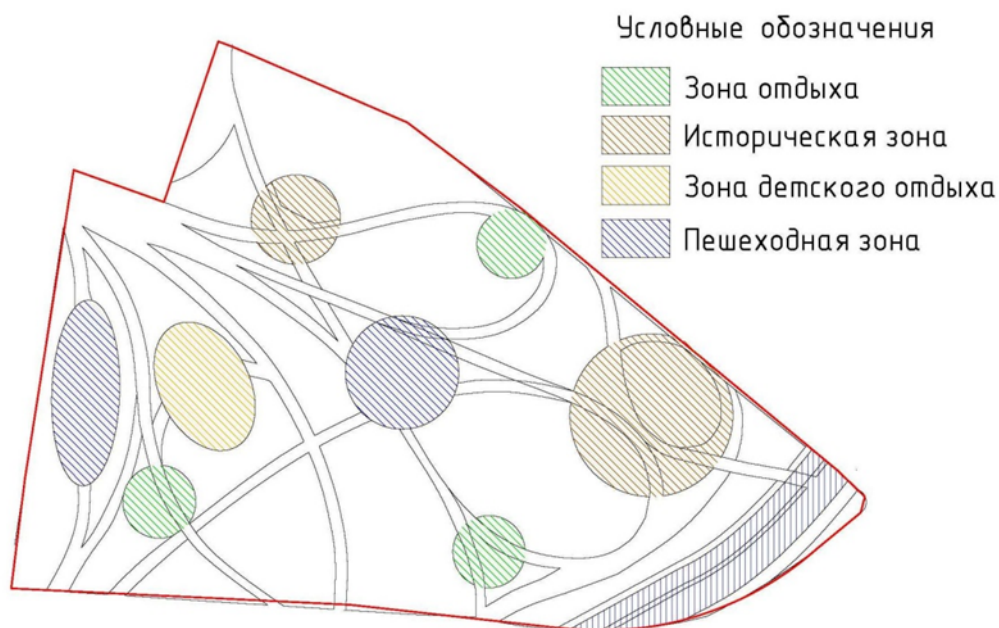 Условные обозначения
Зона отдыха
Историческая зона
Зона детского отдыха
Пешеходная зона